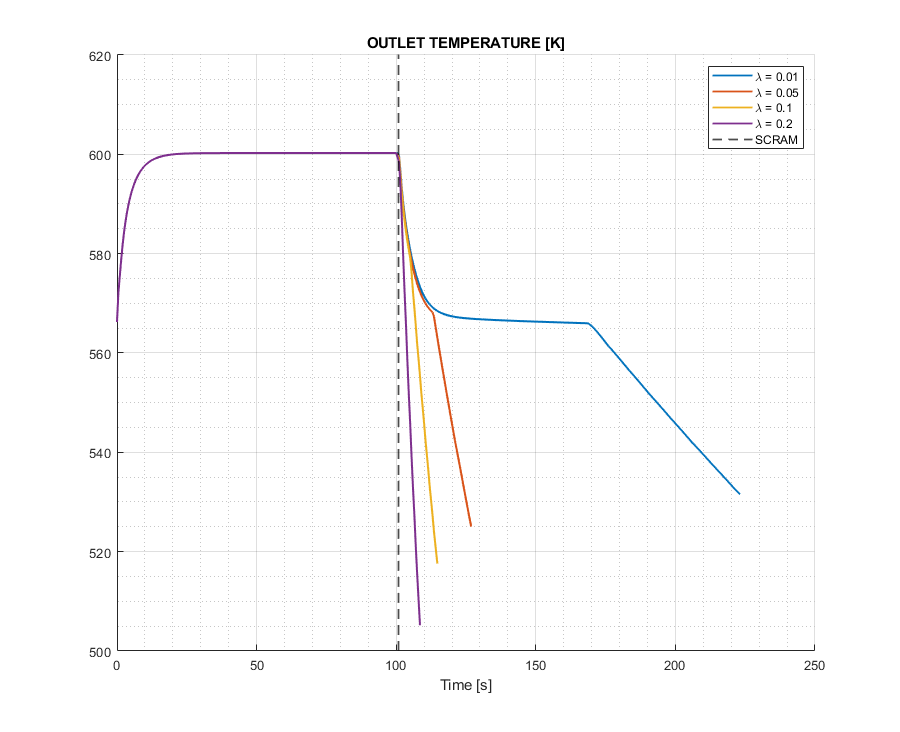 OUTLET TEMPERATURE [K]
620
600
580
560
540
520
500
0
50
100
150
200
250
Time [s]
λ = 0.01
λ = 0.05
λ = 0.1
λ = 0.2
SCRAM